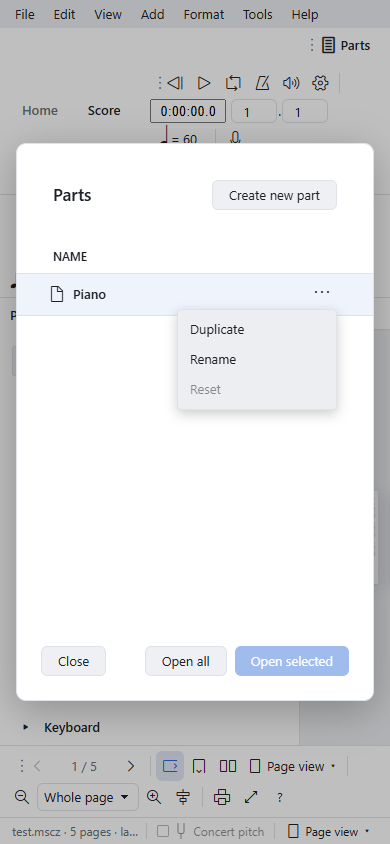 File Edit View Add Format Tools Help
Parts
Home Score 0:00:00.0 1 . 1
= 60
Parts Create new part
NAME
Piano ...
Duplicate
Rename
Reset
Close Open all Open selected
Keyboard
1 / 5 Page view
Whole page ?
test.mscz · 5 pages · la... Concert pitch Page view